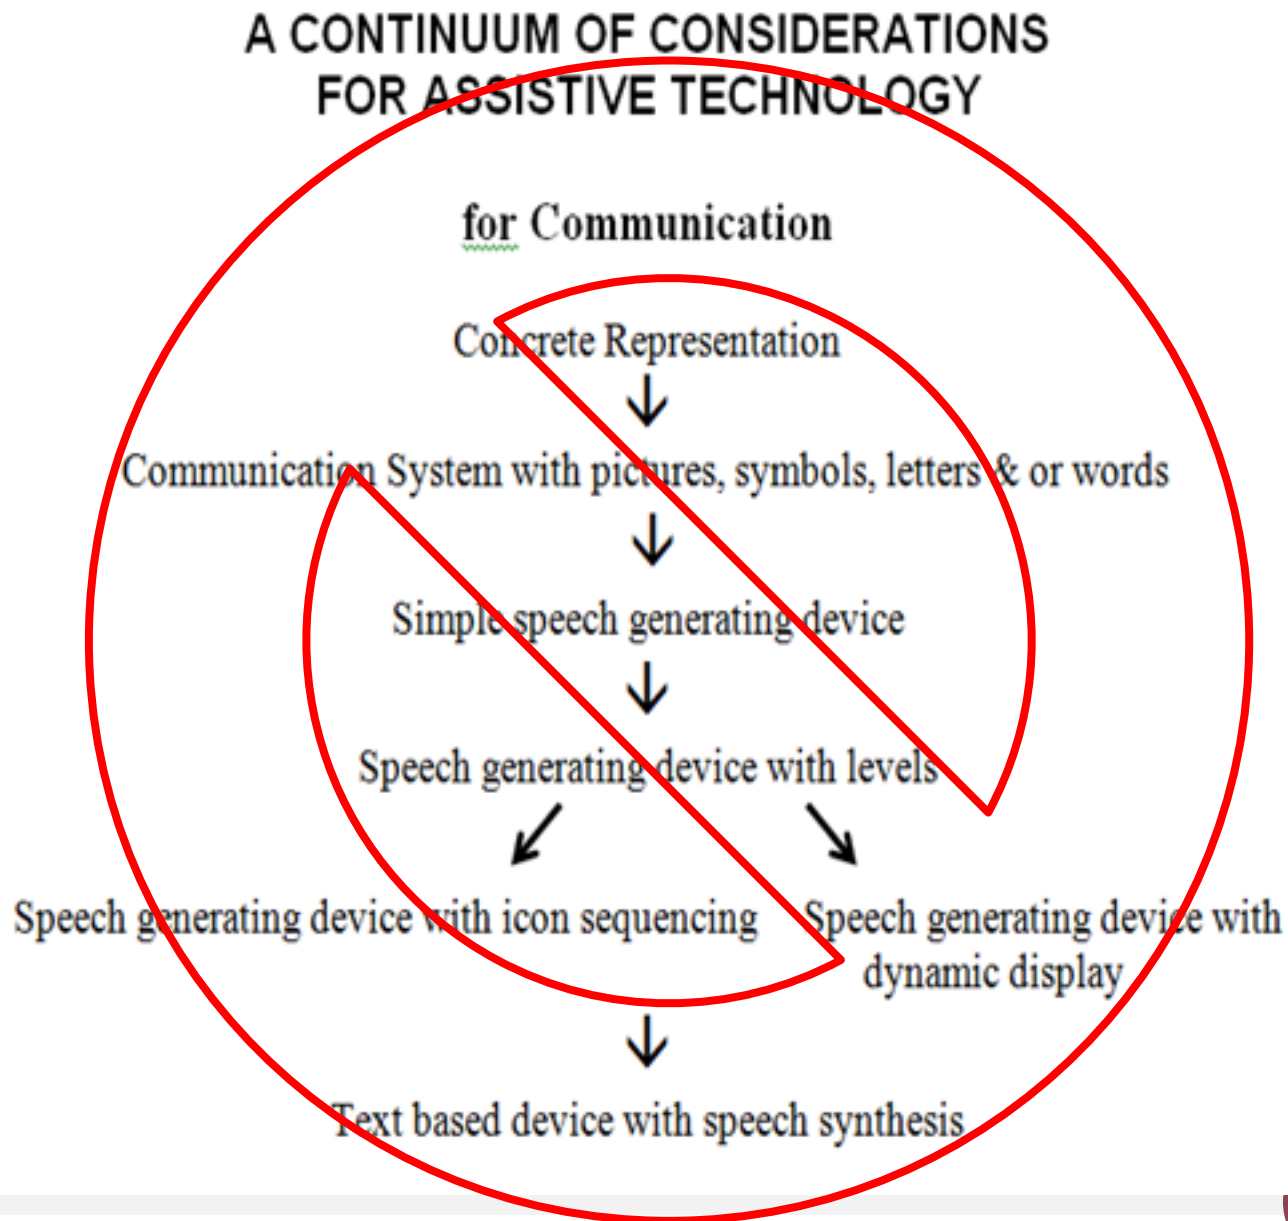 A CONTINUUM OF CONSIDERATIONS
FOR ASSISTIVE TECHNOLOGY
for Communication
Concrete Representation
Communication System with pictures, symbols, letters & or words
Simple speech generating device
Speech generating device with levels
Speech generating device with icon sequencing
Speech generating device with
dynamic display
Text based device with speech synthesis